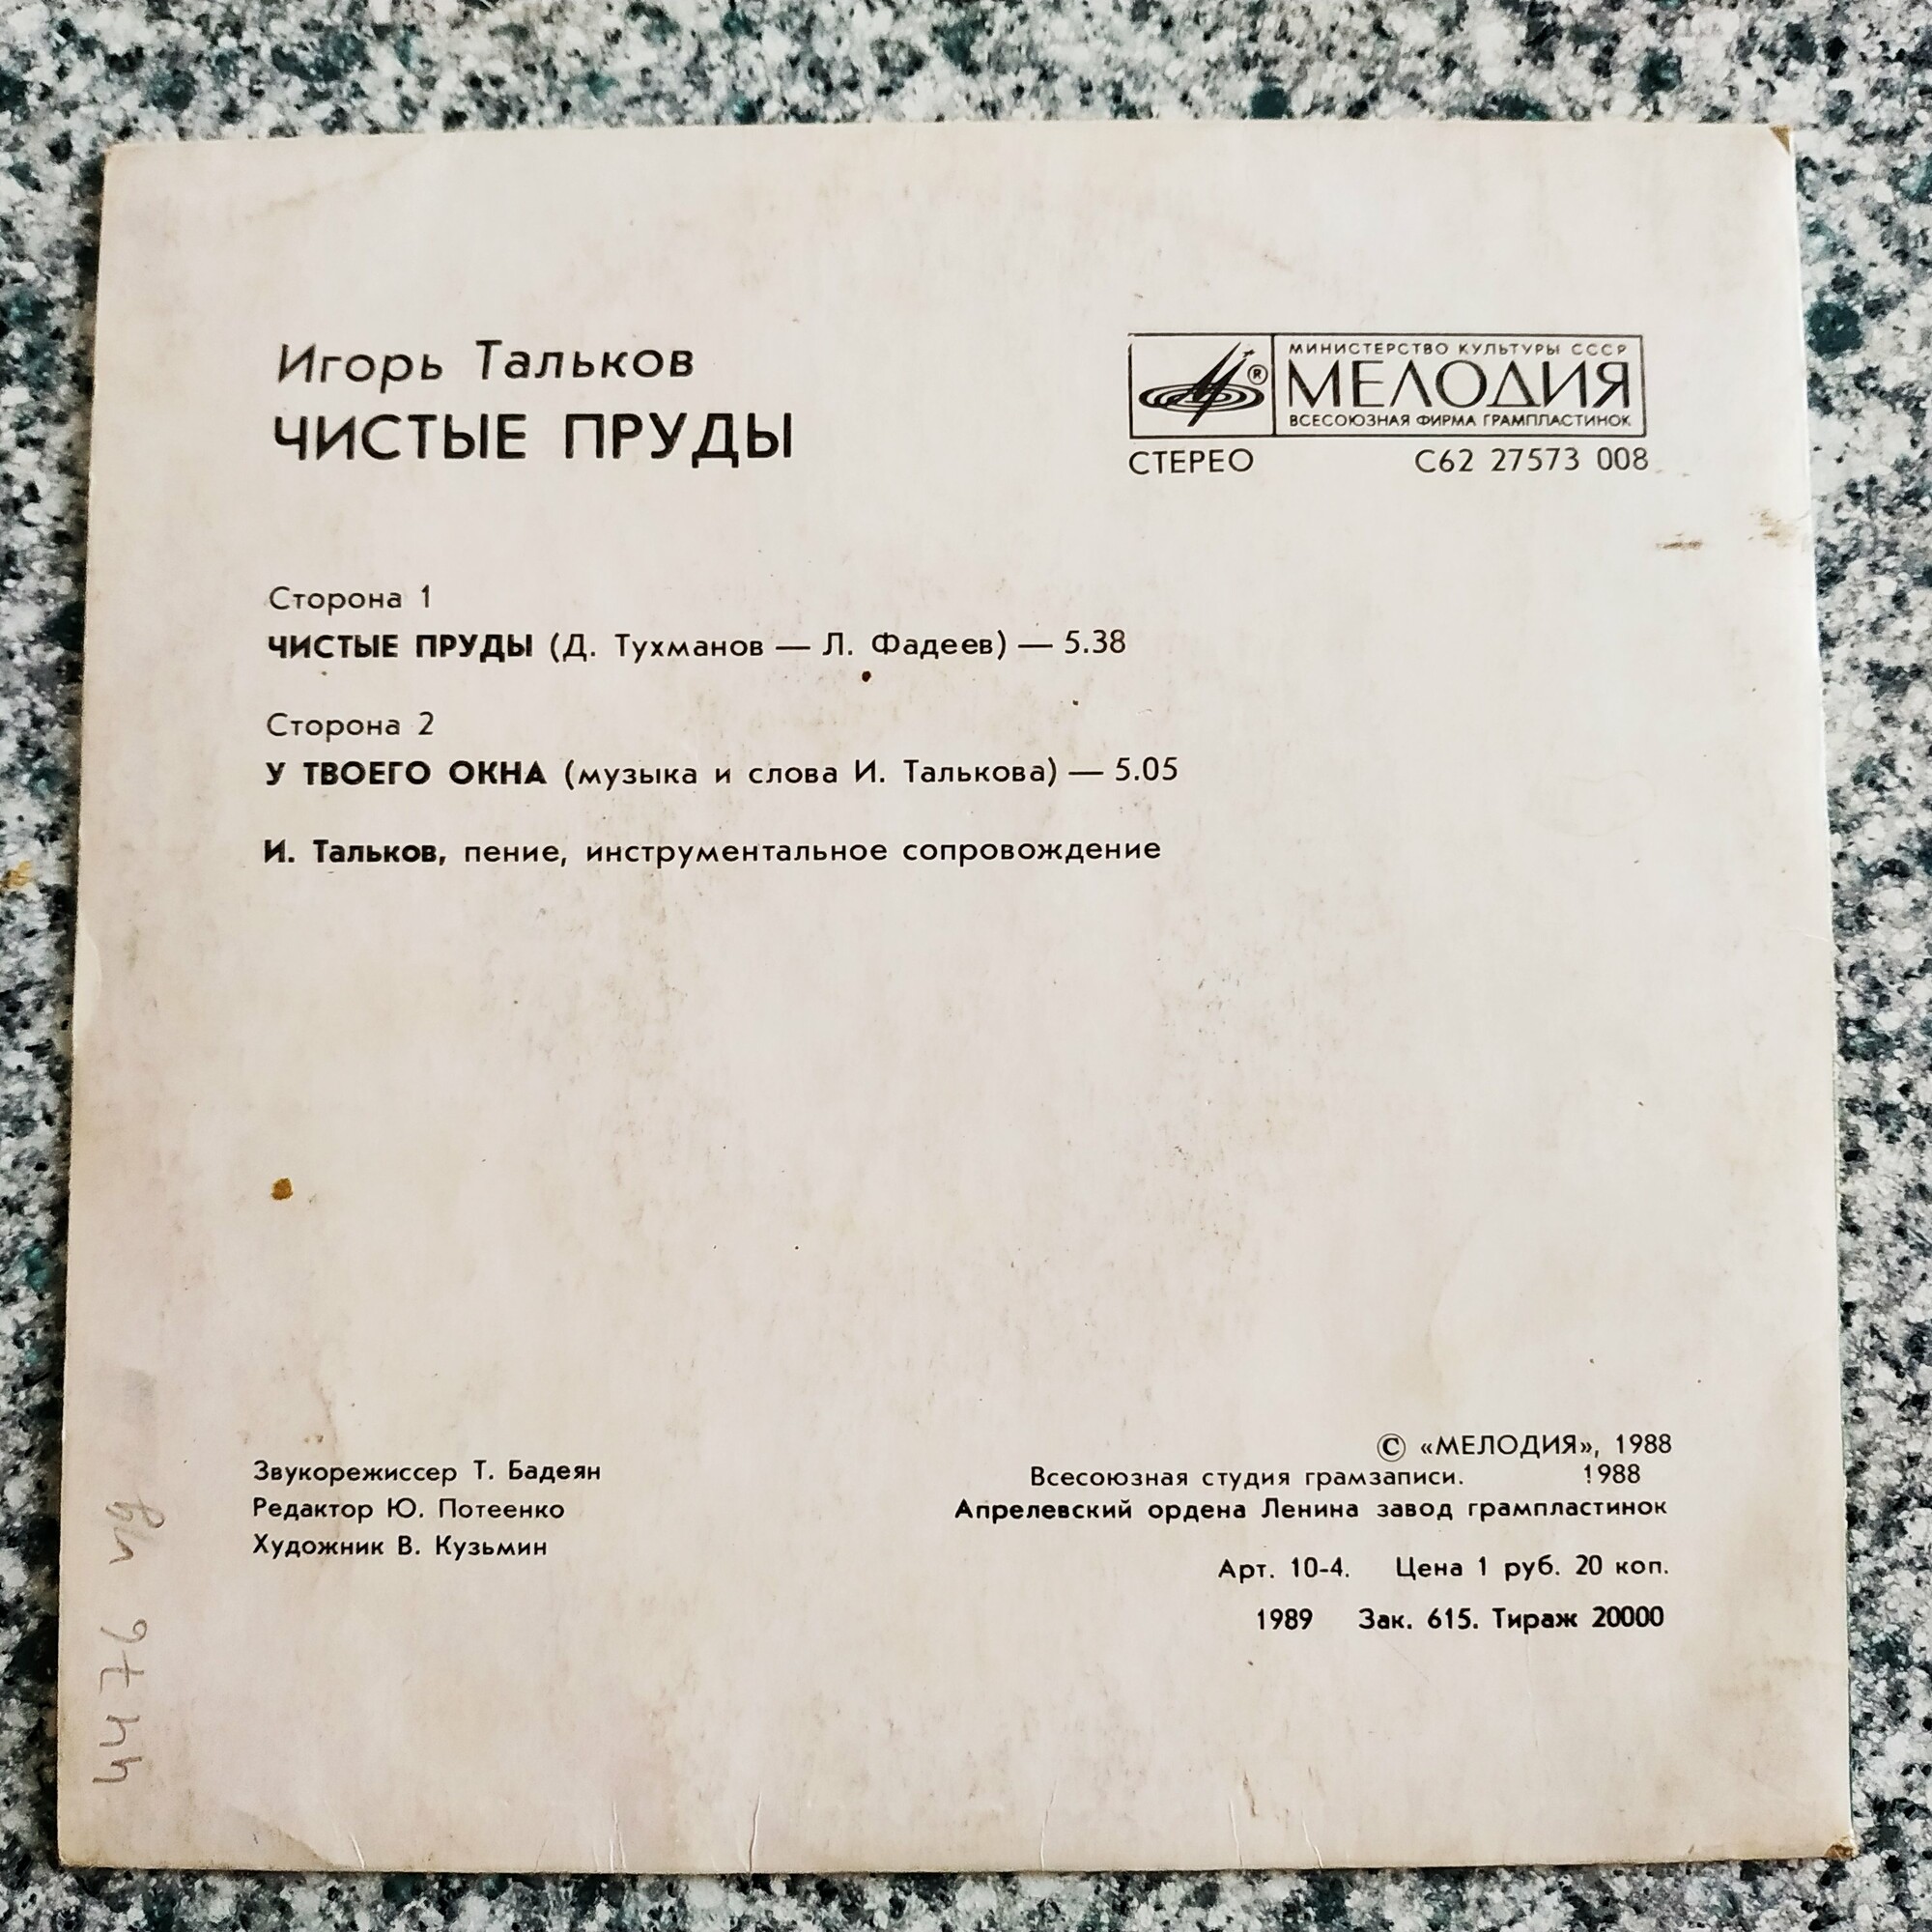 Игорь Тальков
ЧИСТЫЕ ПРУДЫ
МИНИСТЕРСТВО КУЛЬТУРЫ СССР
МЕЛОДИЯ
ВСЕСОЮЗНАЯ ФИРМА ГРАМПЛАСТИНОК
®
СТЕРЕО С62 27573 008
Сторона 1
ЧИСТЫЕ ПРУДЫ (Д. Тухманов — Л. Фадеев) — 5.38
Сторона 2
У ТВОЕГО ОКНА (музыка и слова И. Талькова) — 5.05
И. Тальков, пение, инструментальное сопровождение
Звукорежиссер Т. Бадеян
Редактор Ю. Потеенко
Художник В. Кузьмин
© «МЕЛОДИЯ», 1988
Всесоюзная студия грамзаписи. 1988
Апрелевский ордена Ленина завод грампластинок
Арт. 10-4. Цена 1 руб. 20 коп.
1989 Зак. 615. Тираж 20000